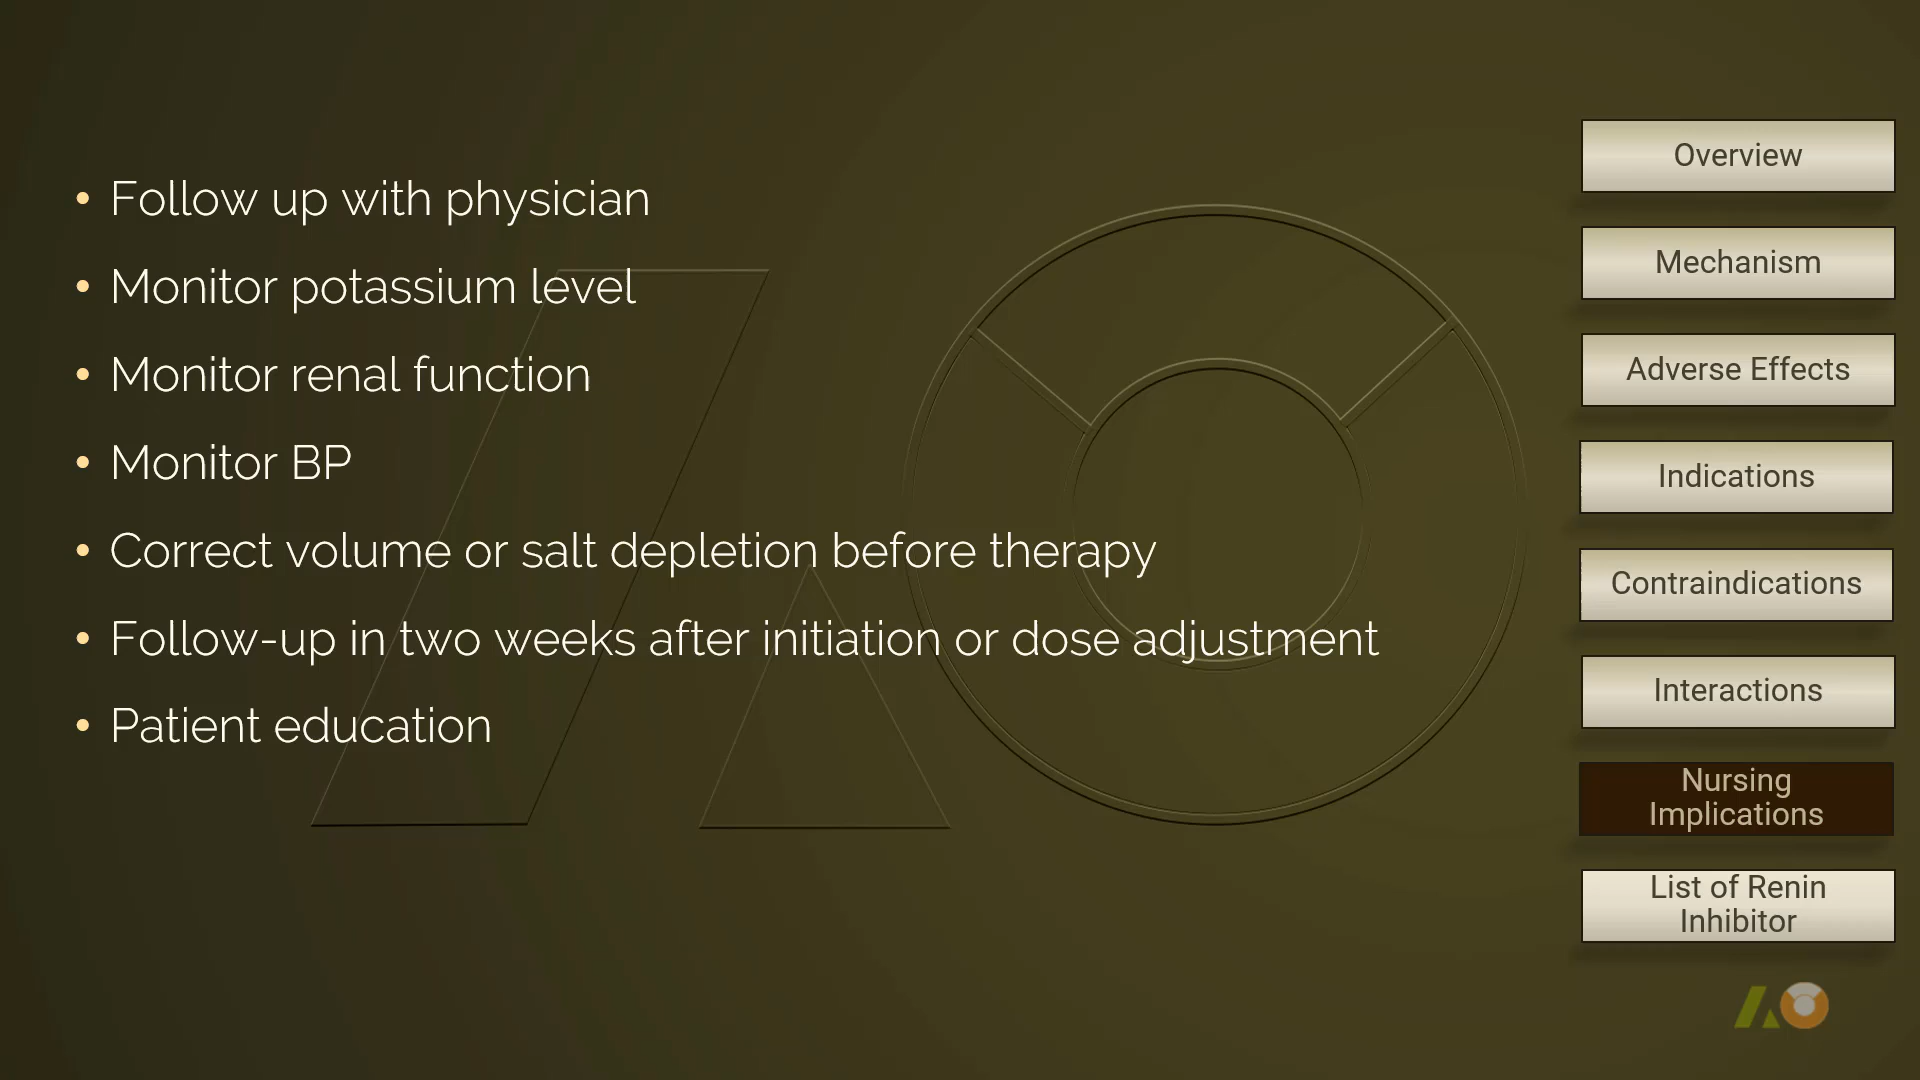 • Follow up with physician
• Monitor potassium level
• Monitor renal function
• Monitor BP
• Correct volume or salt depletion before therapy
• Follow-up in two weeks after initiation or dose adjustment
• Patient education
Overview
Mechanism
Adverse Effects
Indications
Contraindications
Interactions
Nursing
Implications
List of Renin
Inhibitor